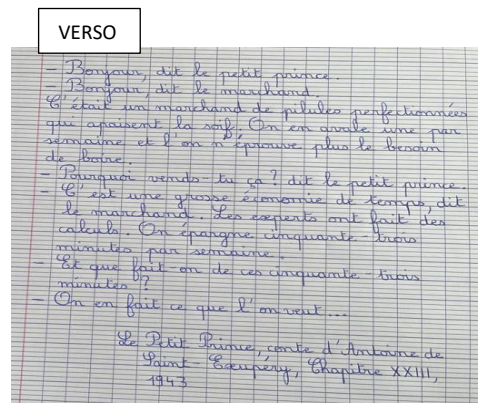 VERSO
- Bonjour, dit le petit prince.
- Bonjour, dit le marchand.
C'était un marchand de pilules perfectionnées
qui apaisent la soif. On en avale une par
semaine et l'on n'éprouve plus le besoin
de boire.
- Pourquoi vends-tu ça ? dit le petit prince.
- C'est une grosse économie de temps, dit
le marchand. Les experts ont fait des
calculs. On épargne cinquante-trois
minutes par semaine.
- Et que fait-on de ces cinquante-trois
minutes ?
- On en fait ce que l'on veut...
Le Petit Prince, conte d'Antoine de
Saint-Exupéry, Chapitre XXIII,
1943